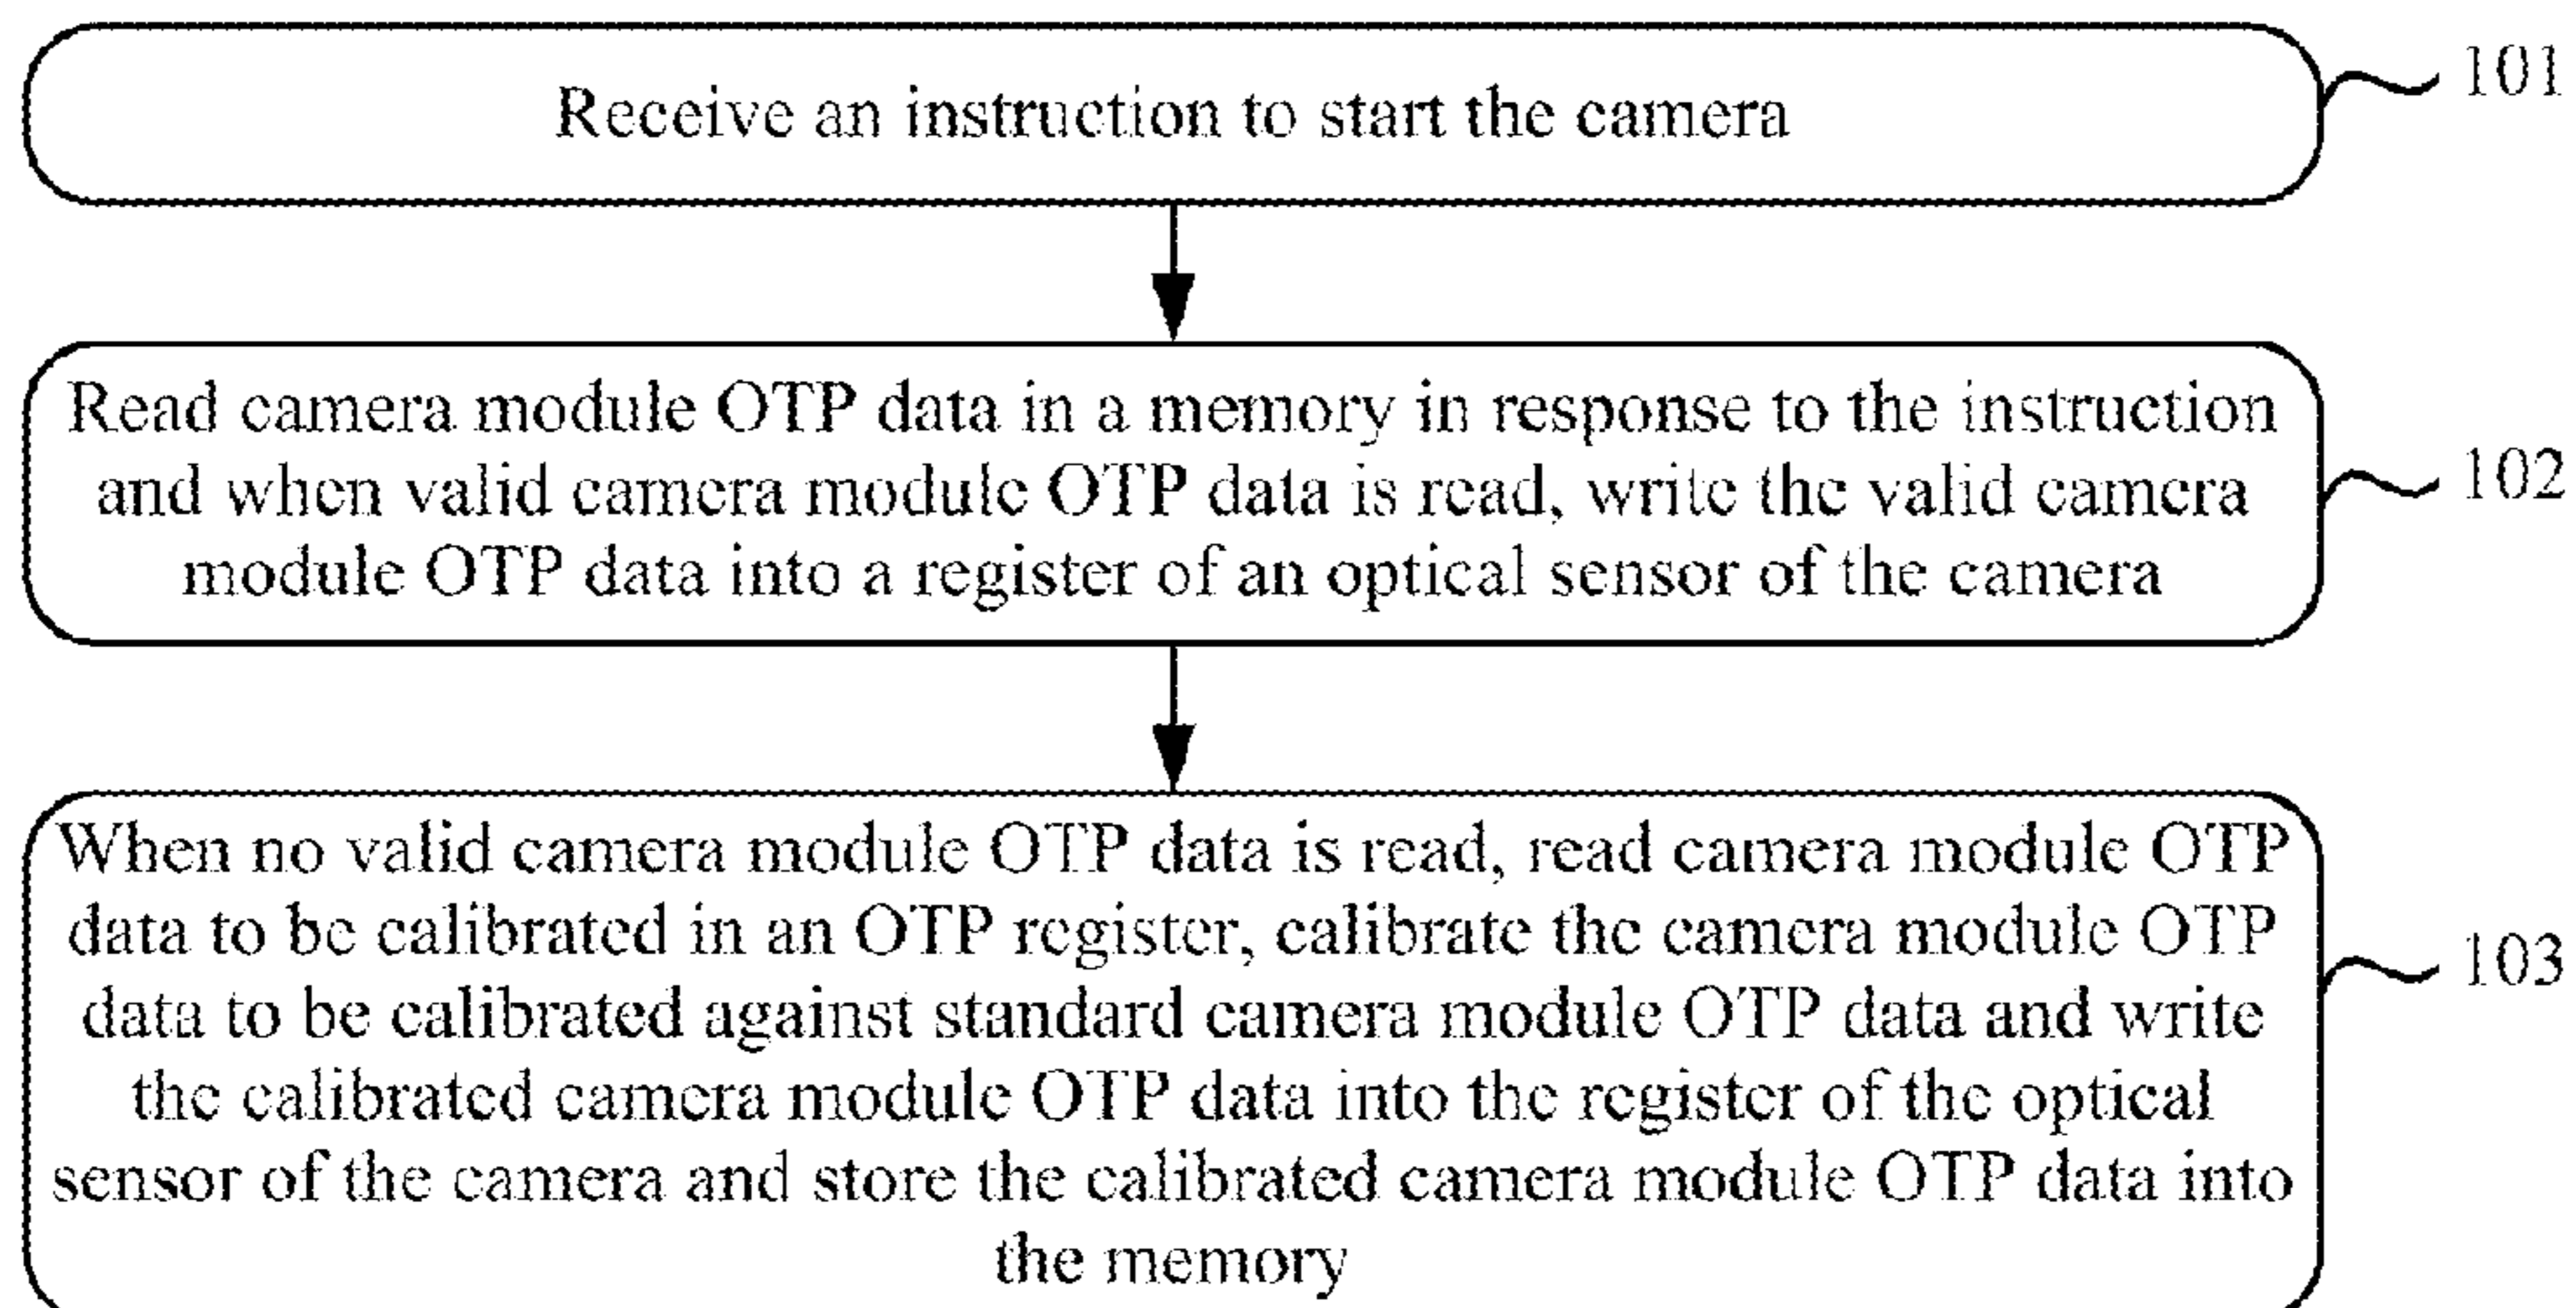 Receive an instruction to start the camera
101
Read camera module OTP data in a memory in response to the instruction
and when valid camera module OTP data is read, write the valid camera
module OTP data into a register of an optical sensor of the camera
102
When no valid camera module OTP data is read, read camera module OTP
data to be calibrated in an OTP register, calibrate the camera module OTP
data to be calibrated against standard camera module OTP data and write
the calibrated camera module OTP data into the register of the optical
sensor of the camera and store the calibrated camera module OTP data into
the memory
103